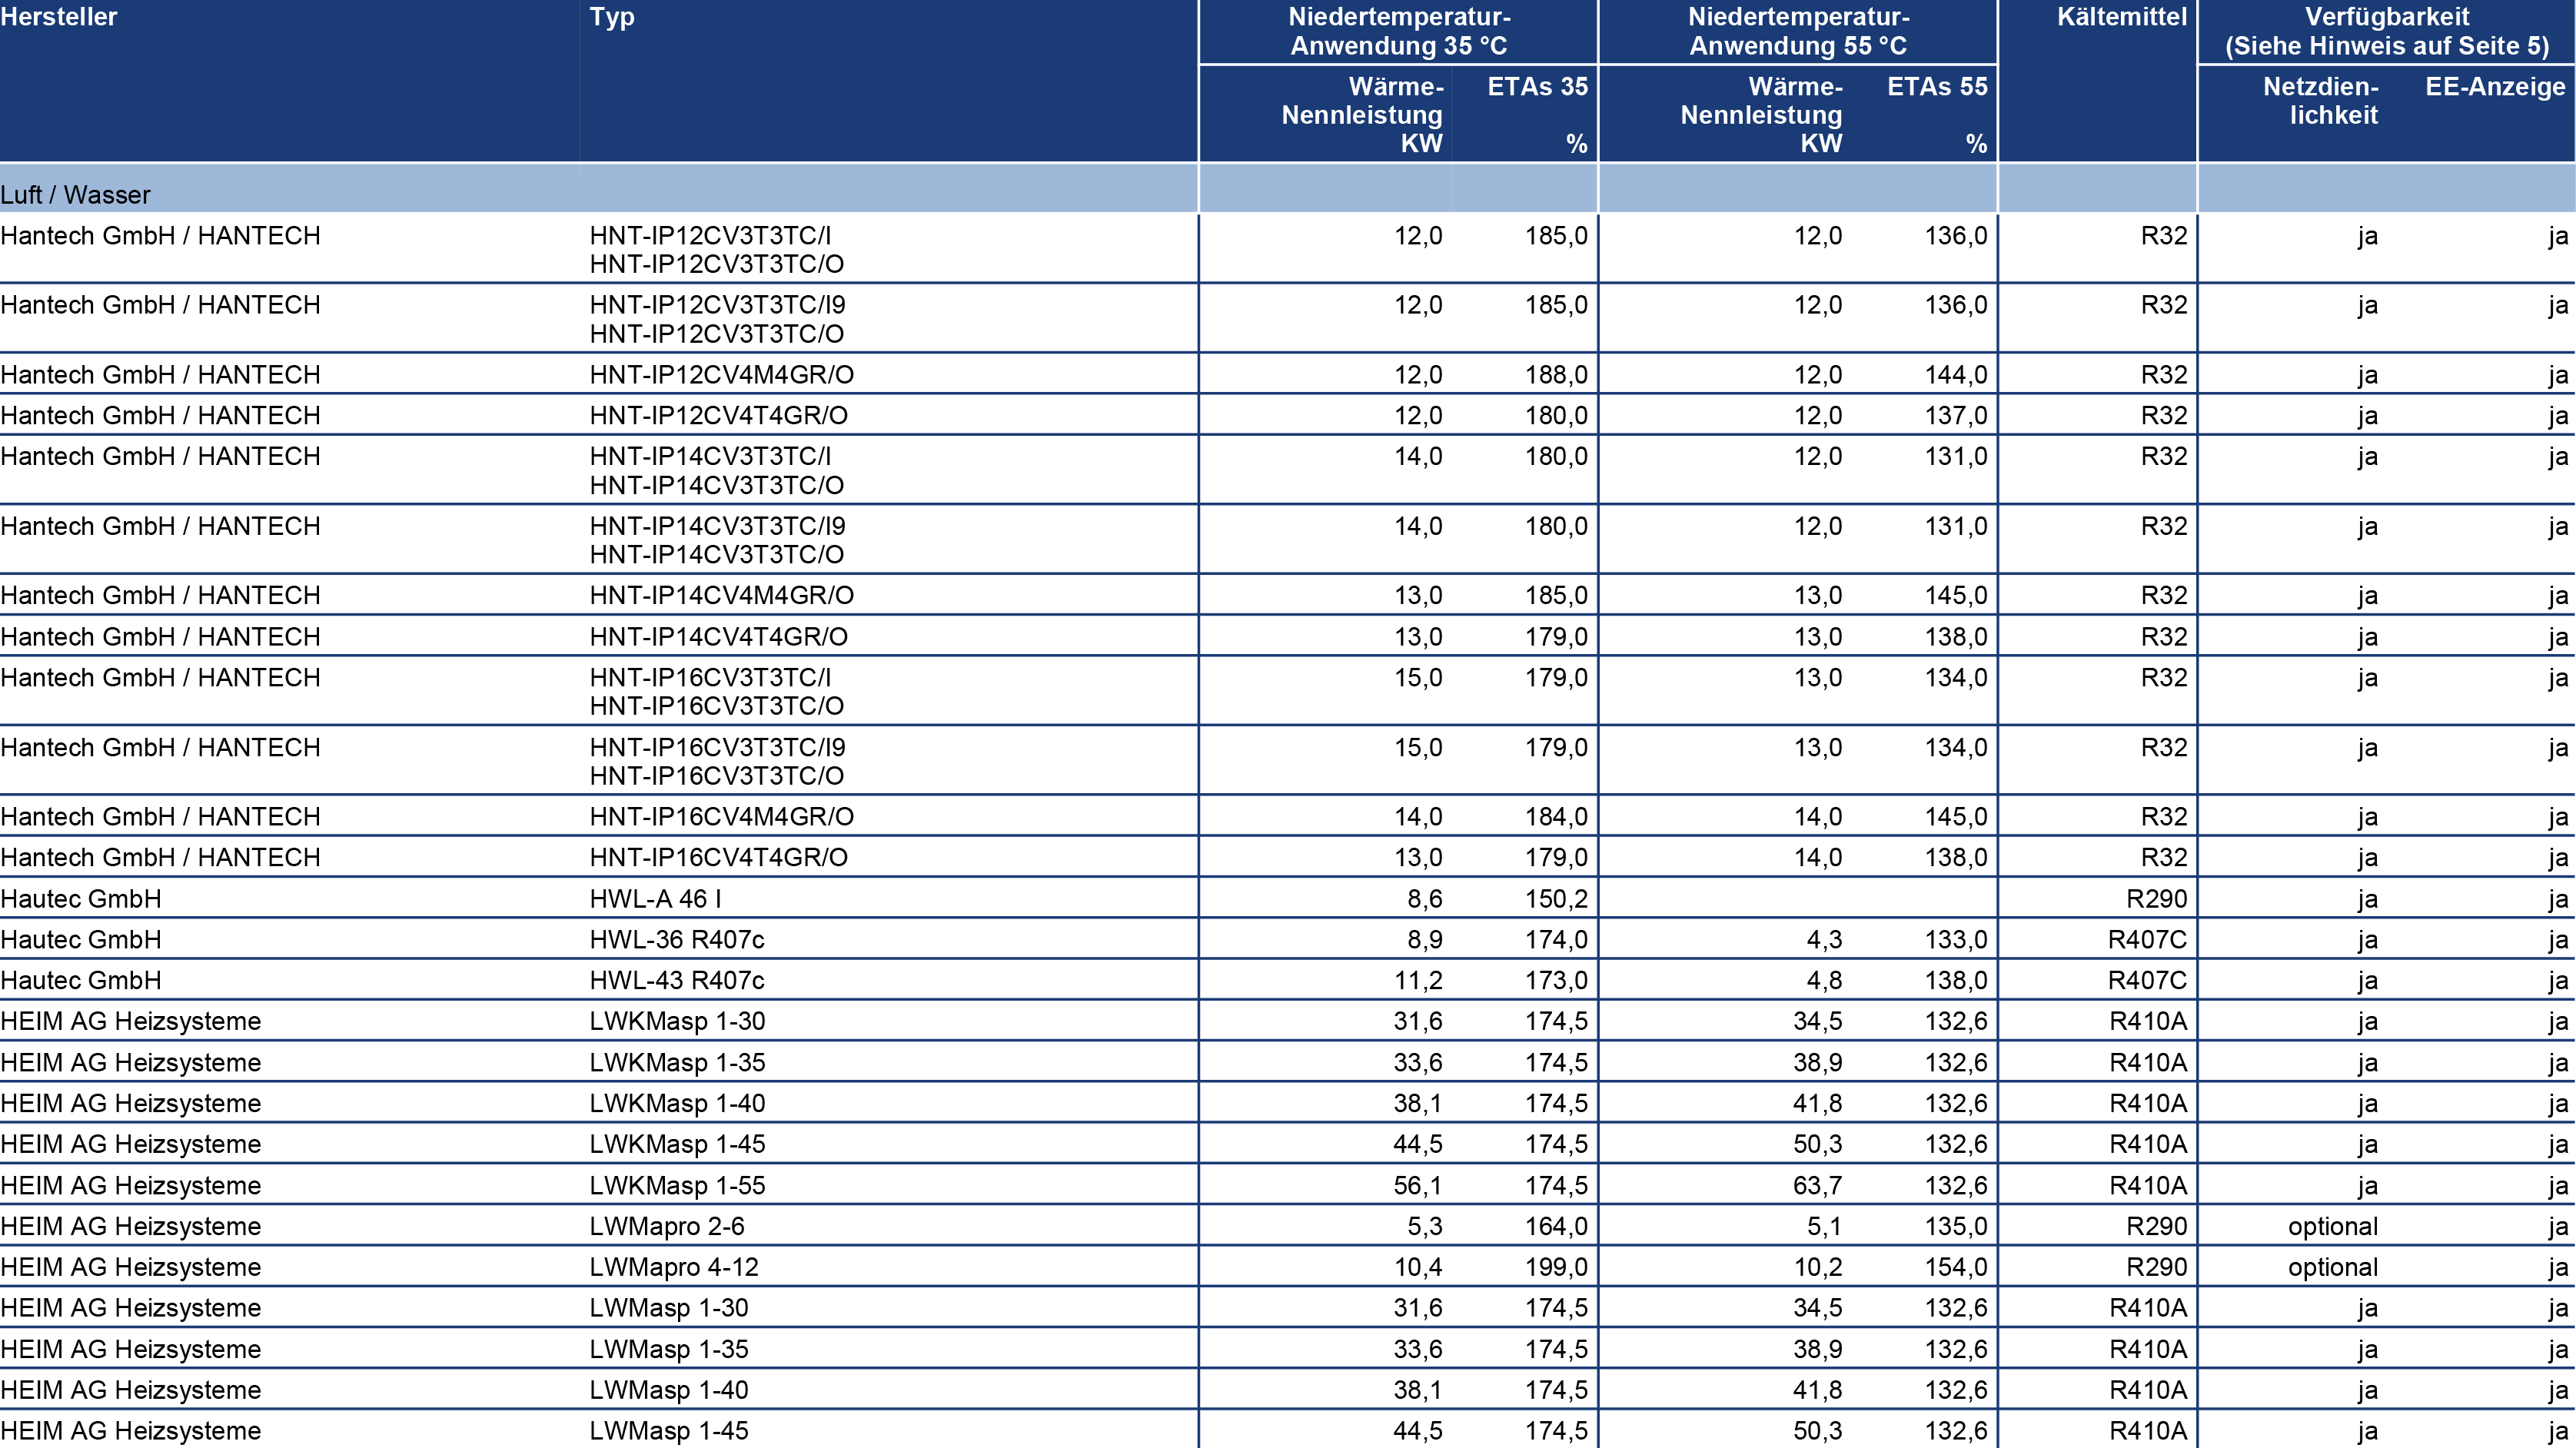 Hersteller Typ Niedertemperatur- Niedertemperatur- Kältemittel Verfügbarkeit
Anwendung 35 °C Anwendung 55 °C (Siehe Hinweis auf Seite 5)
Wärme- ETAs 35 Wärme- ETAs 55 Netzdien- EE-Anzeige
Nennleistung Nennleistung lichkeit
KW % KW %
Luft / Wasser
Hantech GmbH / HANTECH HNT-IP12CV3T3TC/I 12,0 185,0 12,0 136,0 R32 ja ja
HNT-IP12CV3T3TC/O
Hantech GmbH / HANTECH HNT-IP12CV3T3TC/I9 12,0 185,0 12,0 136,0 R32 ja ja
HNT-IP12CV3T3TC/O
Hantech GmbH / HANTECH HNT-IP12CV4M4GR/O 12,0 188,0 12,0 144,0 R32 ja ja
Hantech GmbH / HANTECH HNT-IP12CV4T4GR/O 12,0 180,0 12,0 137,0 R32 ja ja
Hantech GmbH / HANTECH HNT-IP14CV3T3TC/I 14,0 180,0 12,0 131,0 R32 ja ja
HNT-IP14CV3T3TC/O
Hantech GmbH / HANTECH HNT-IP14CV3T3TC/I9 14,0 180,0 12,0 131,0 R32 ja ja
HNT-IP14CV3T3TC/O
Hantech GmbH / HANTECH HNT-IP14CV4M4GR/O 13,0 185,0 13,0 145,0 R32 ja ja
Hantech GmbH / HANTECH HNT-IP14CV4T4GR/O 13,0 179,0 13,0 138,0 R32 ja ja
Hantech GmbH / HANTECH HNT-IP16CV3T3TC/I 15,0 179,0 13,0 134,0 R32 ja ja
HNT-IP16CV3T3TC/O
Hantech GmbH / HANTECH HNT-IP16CV3T3TC/I9 15,0 179,0 13,0 134,0 R32 ja ja
HNT-IP16CV3T3TC/O
Hantech GmbH / HANTECH HNT-IP16CV4M4GR/O 14,0 184,0 14,0 145,0 R32 ja ja
Hantech GmbH / HANTECH HNT-IP16CV4T4GR/O 13,0 179,0 14,0 138,0 R32 ja ja
Hautec GmbH HWL-A 46 I 8,6 150,2 R290 ja ja
Hautec GmbH HWL-36 R407c 8,9 174,0 4,3 133,0 R407C ja ja
Hautec GmbH HWL-43 R407c 11,2 173,0 4,8 138,0 R407C ja ja
HEIM AG Heizsysteme LWKMasp 1-30 31,6 174,5 34,5 132,6 R410A ja ja
HEIM AG Heizsysteme LWKMasp 1-35 33,6 174,5 38,9 132,6 R410A ja ja
HEIM AG Heizsysteme LWKMasp 1-40 38,1 174,5 41,8 132,6 R410A ja ja
HEIM AG Heizsysteme LWKMasp 1-45 44,5 174,5 50,3 132,6 R410A ja ja
HEIM AG Heizsysteme LWKMasp 1-55 56,1 174,5 63,7 132,6 R410A ja ja
HEIM AG Heizsysteme LWMapro 2-6 5,3 164,0 5,1 135,0 R290 optional ja
HEIM AG Heizsysteme LWMapro 4-12 10,4 199,0 10,2 154,0 R290 optional ja
HEIM AG Heizsysteme LWMasp 1-30 31,6 174,5 34,5 132,6 R410A ja ja
HEIM AG Heizsysteme LWMasp 1-35 33,6 174,5 38,9 132,6 R410A ja ja
HEIM AG Heizsysteme LWMasp 1-40 38,1 174,5 41,8 132,6 R410A ja ja
HEIM AG Heizsysteme LWMasp 1-45 44,5 174,5 50,3 132,6 R410A ja ja